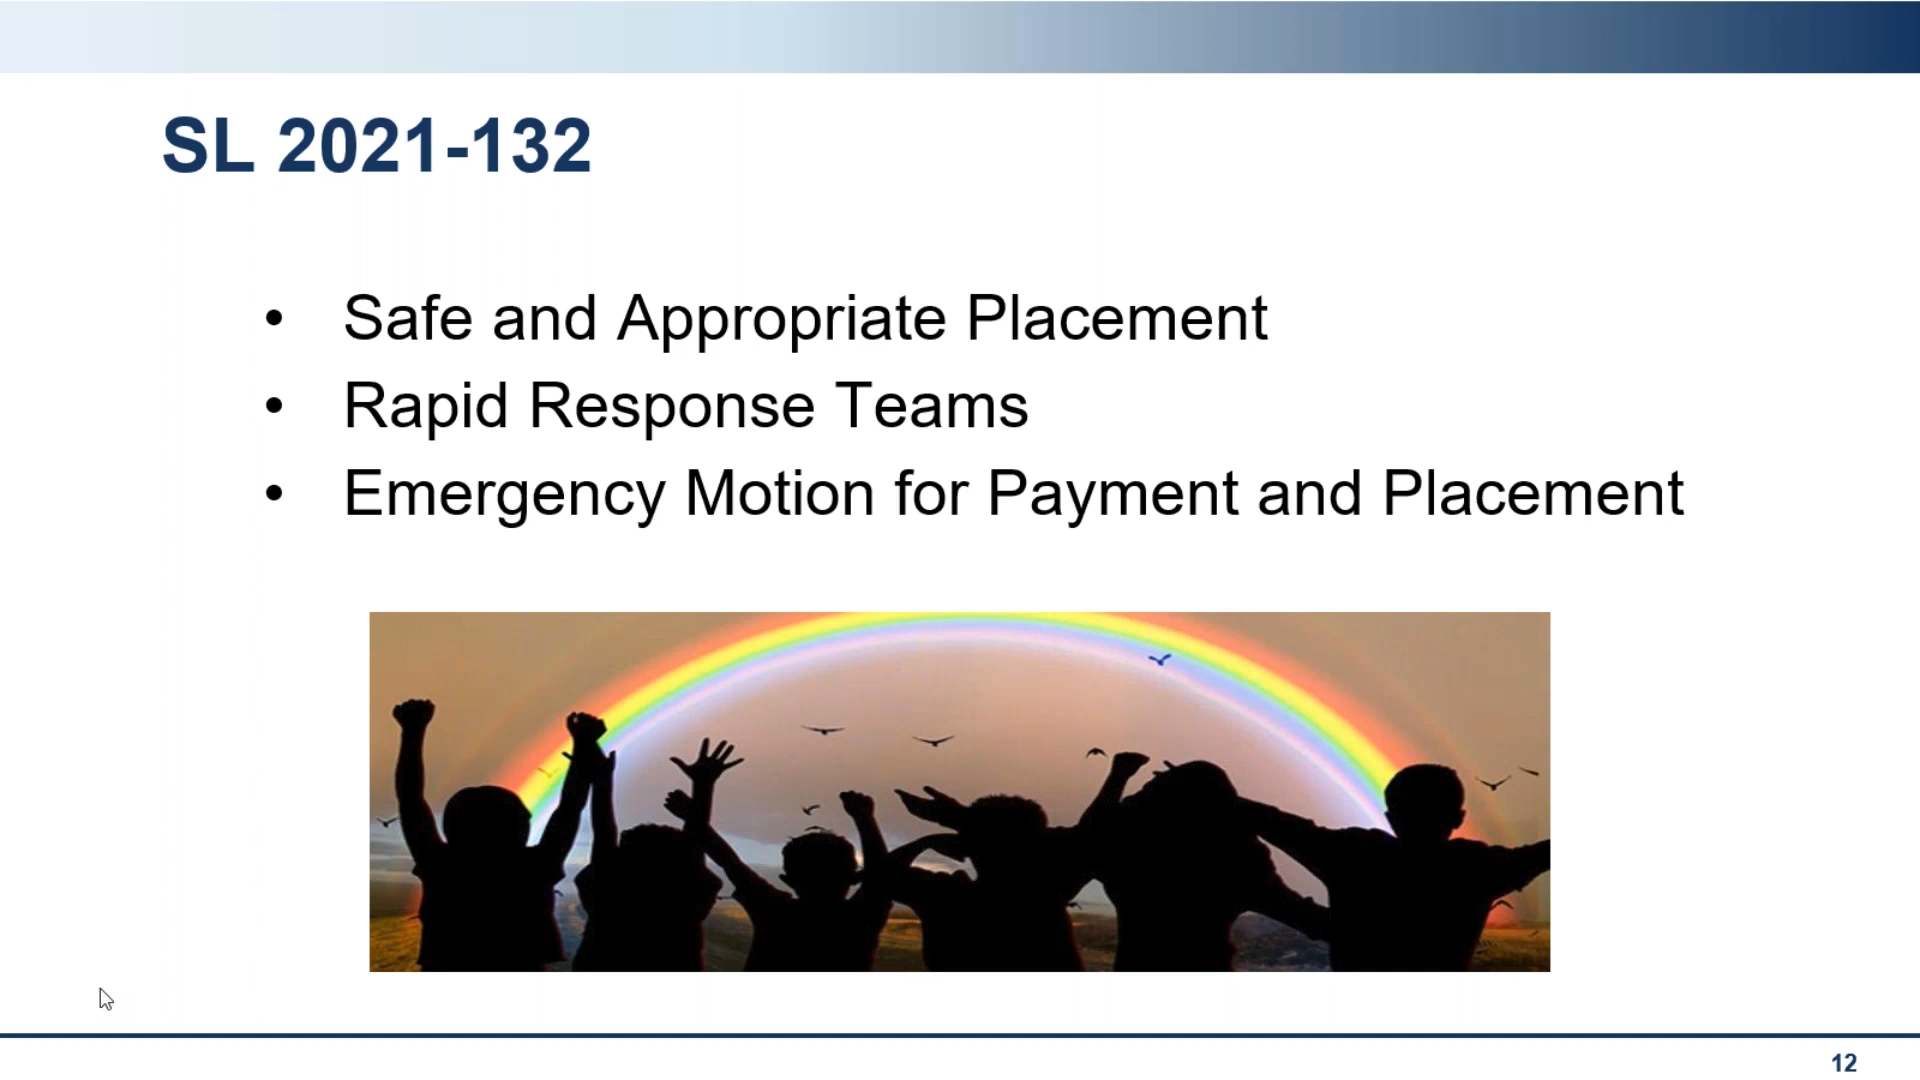 SL 2021-132
• Safe and Appropriate Placement
• Rapid Response Teams
• Emergency Motion for Payment and Placement
12